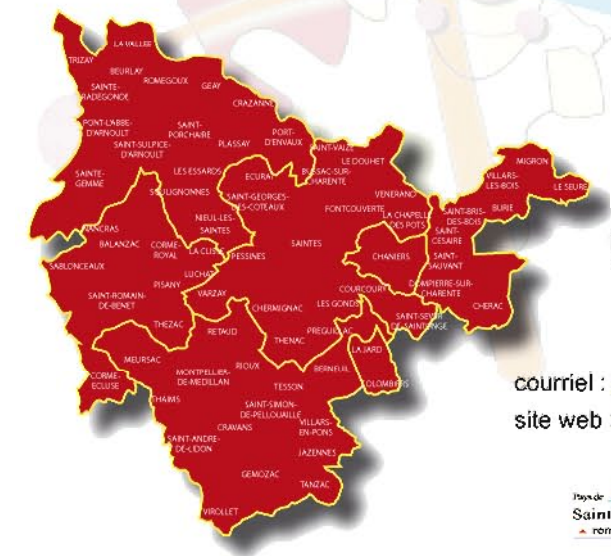 LA VALLEE
TRIZAY
BEURLAY
ROMEGOUX
GEAY
SAINTE-
RADEGONDE
CRAZANNE
PONT-L'ABBE-
D'ARNOULT
SAINT-
PORCHAIRE
PLASSAY
PORT-
D'ENVAUX
SAINT-SULPICE-
D'ARNOULT
SAINT-VAIZE
LE DOUHET
SAINTE-
GEMME
LES ESSARDS
ECURAT
BUSSAC-SUR-
CHARENTE
SOULIGNONNES
VENERAND
MIGRON
VILLARS-
LES-BOIS
LE SEURE
SAINT-GEORGES-
DES-COTEAUX
FONTCOUVERTE
LA CHAPELLE
DES POTS
SAINT-BRIS-
DES-BOIS
BURIE
NIEUL-LES-
SAINTES
NANCRAS
BALANZAC
CORME-
ROYAL
LA CLISSE
PESSINES
SAINTES
CHANIERS
SAINT-
CESAIRE
SAINT-
SAUVANT
SABLONCEAUX
LUCHAT
PISANY
VARZAY
COURCOURY
DOMPIERRE-SUR-
CHARENTE
CHERAC
SAINT-ROMAIN-
DE-BENET
CHERMIGNAC
LES GONDS
SAINT-SEVER
DE-SAINTONGE
THEZAC
RETAUD
THENAC
PREGUILLAC
LA JARD
MEURSAC
RIOUX
BERNEUIL
COLOMBIERS
CORME-
ECLUSE
MONTPELLIER-
DE-MEDILLAN
TESSON
THAIMS
SAINT-SIMON-
DE-PELLOUAILLE
CRAVANS
VILLARS-
EN-PONS
SAINT-ANDRE-
DE-LIDON
JAZENNES
GEMOZAC
TANZAC
VIROLLET
courriel :
site web :
Pays de
Saint